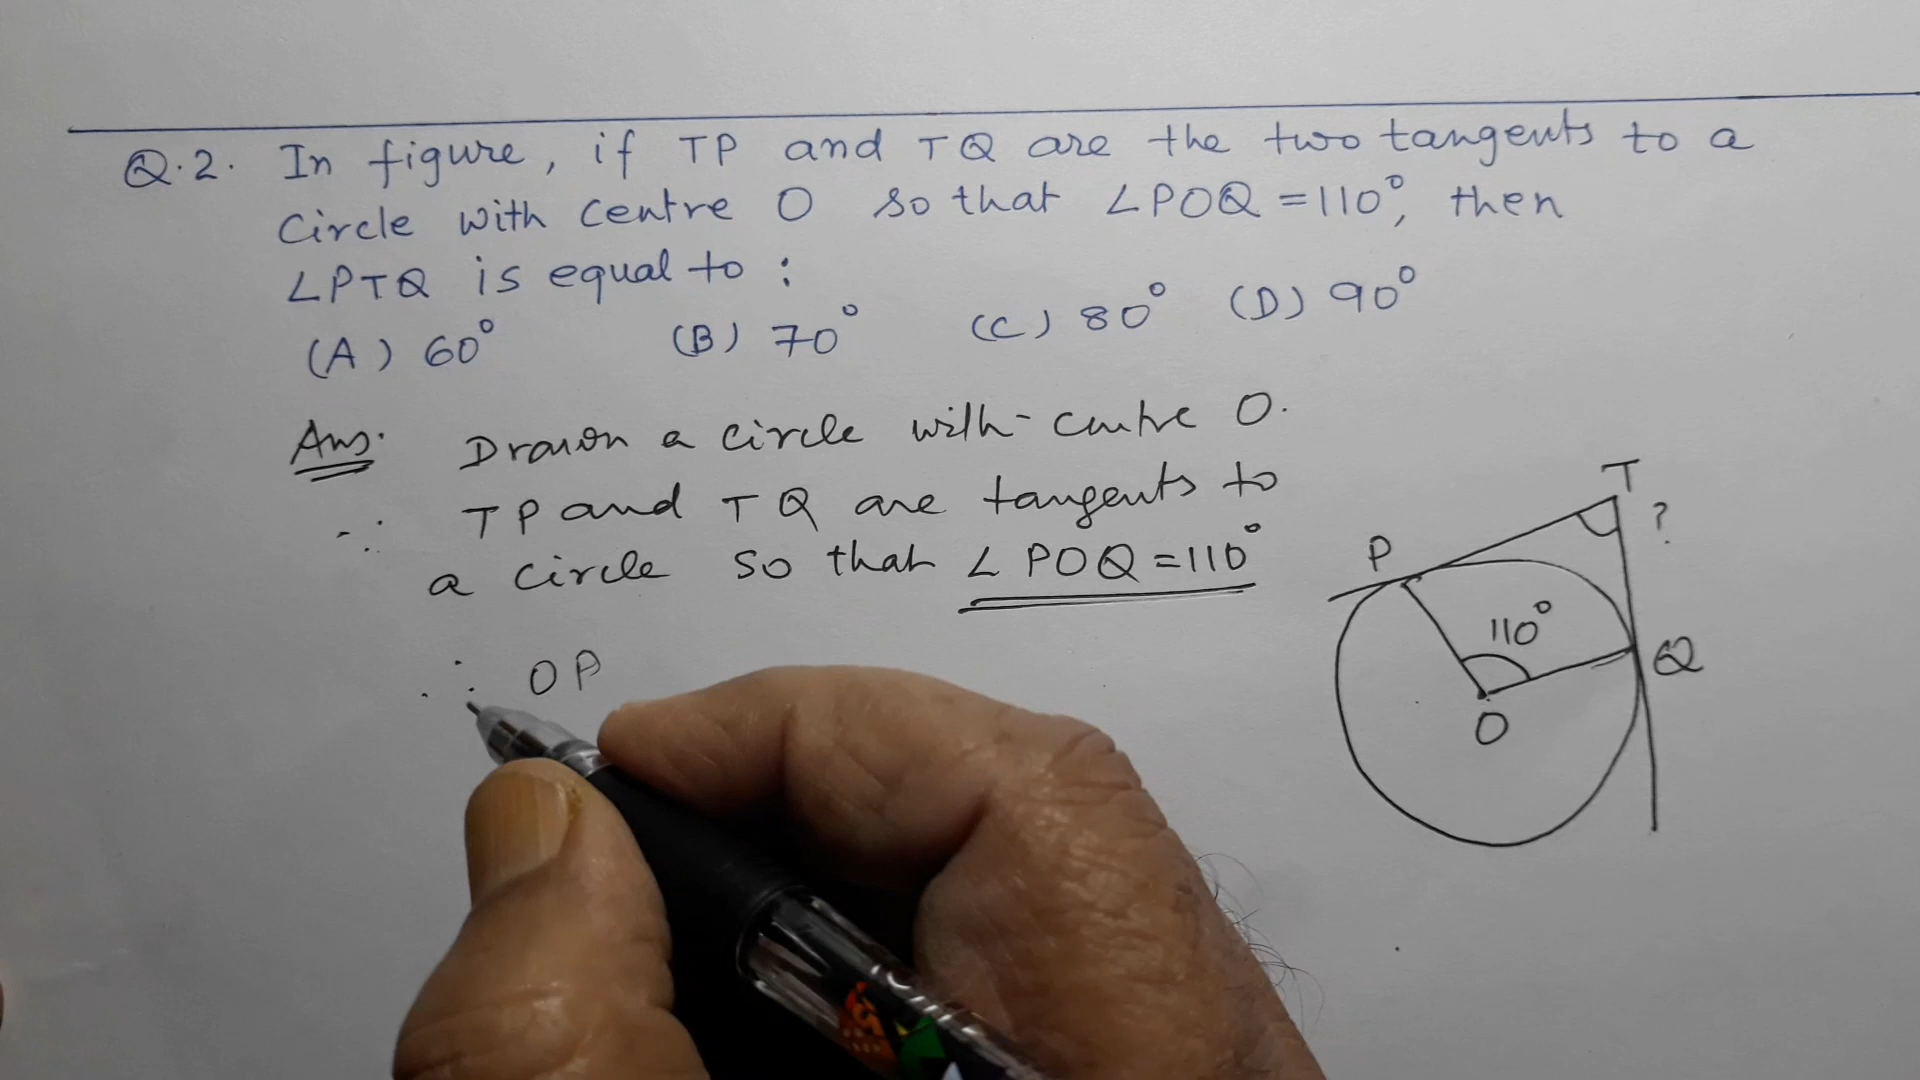 Q.2. In figure, if TP and TQ are the two tangents to a
Circle with Centre O so that ∠POQ = 110°, then
∠PTQ is equal to :
(A) 60° (B) 70° (C) 80° (D) 90°
Ans. Drawn a circle with centre O.
∵ TP and TQ are tangents to
a circle so that ∠POQ = 110°
∴ OP
T
?
P
110°
Q
O